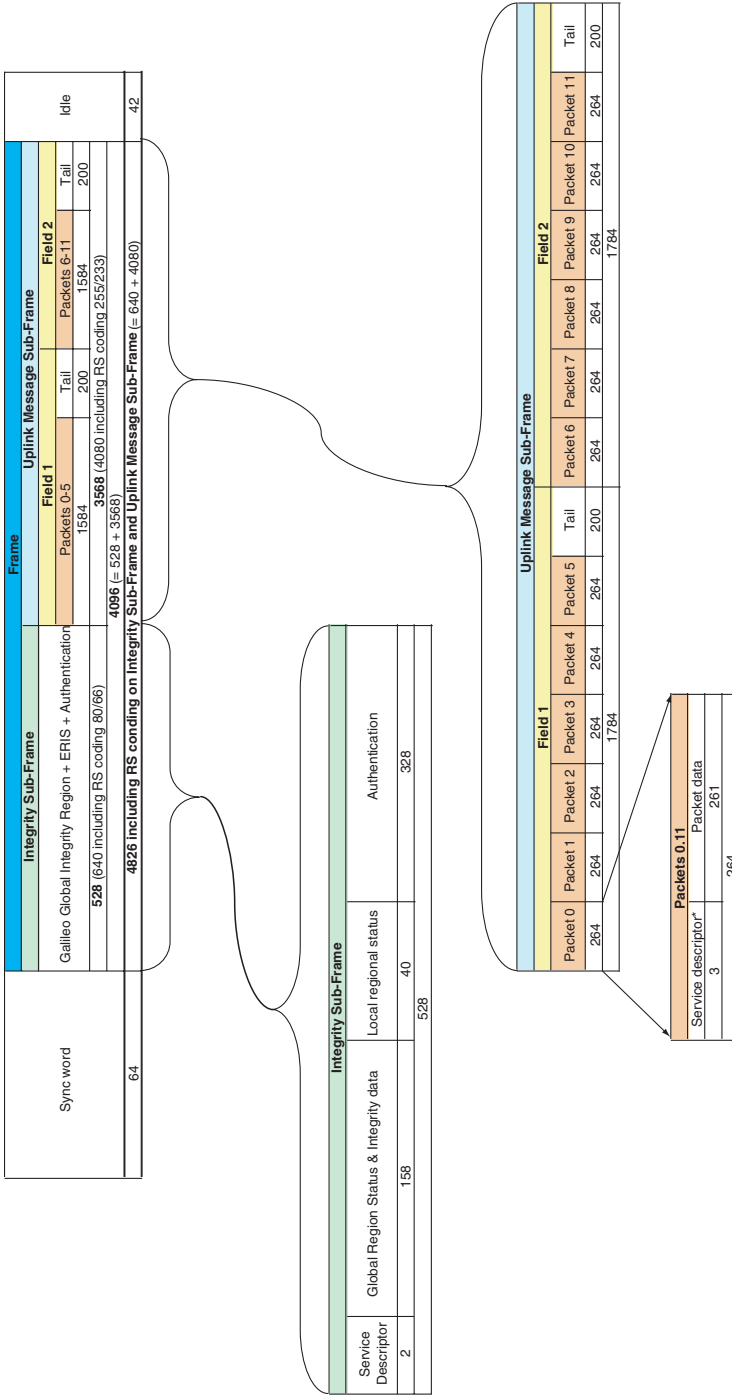 Frame
Sync word
Integrity Sub-Frame
Uplink Message Sub-Frame
Idle
Field 1
Field 2
Galileo Global Integrity Region + ERIS + Authentication
Packets 0-5
Tail
Packets 6-11
Tail
1584
200
1584
200
528 (640 including RS coding 80/66)
3568 (4080 including RS coding 255/233)
4096 (= 528 + 3568)
64
4826 including RS conding on Integrity Sub-Frame and Uplink Message Sub-Frame (= 640 + 4080)
42
Integrity Sub-Frame
Service Descriptor
Global Region Status & Integrity data
Local regional status
Authentication
2
158
40
328
528
Uplink Message Sub-Frame
Field 1
Field 2
Packet 0
Packet 1
Packet 2
Packet 3
Packet 4
Packet 5
Tail
Packet 6
Packet 7
Packet 8
Packet 9
Packet 10
Packet 11
Tail
264
264
264
264
264
264
200
264
264
264
264
264
264
200
1784
1784
Packets 0.11
Service descriptor*
Packet data
3
261
264